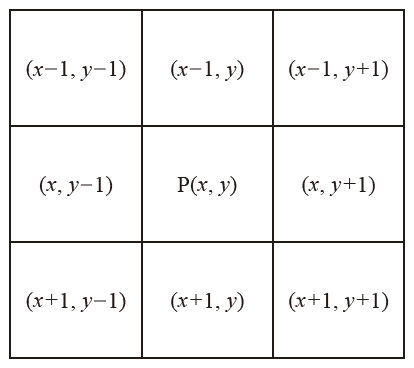 (x−1, y−1) (x−1, y) (x−1, y+1)
(x, y−1) P(x, y) (x, y+1)
(x+1, y−1) (x+1, y) (x+1, y+1)